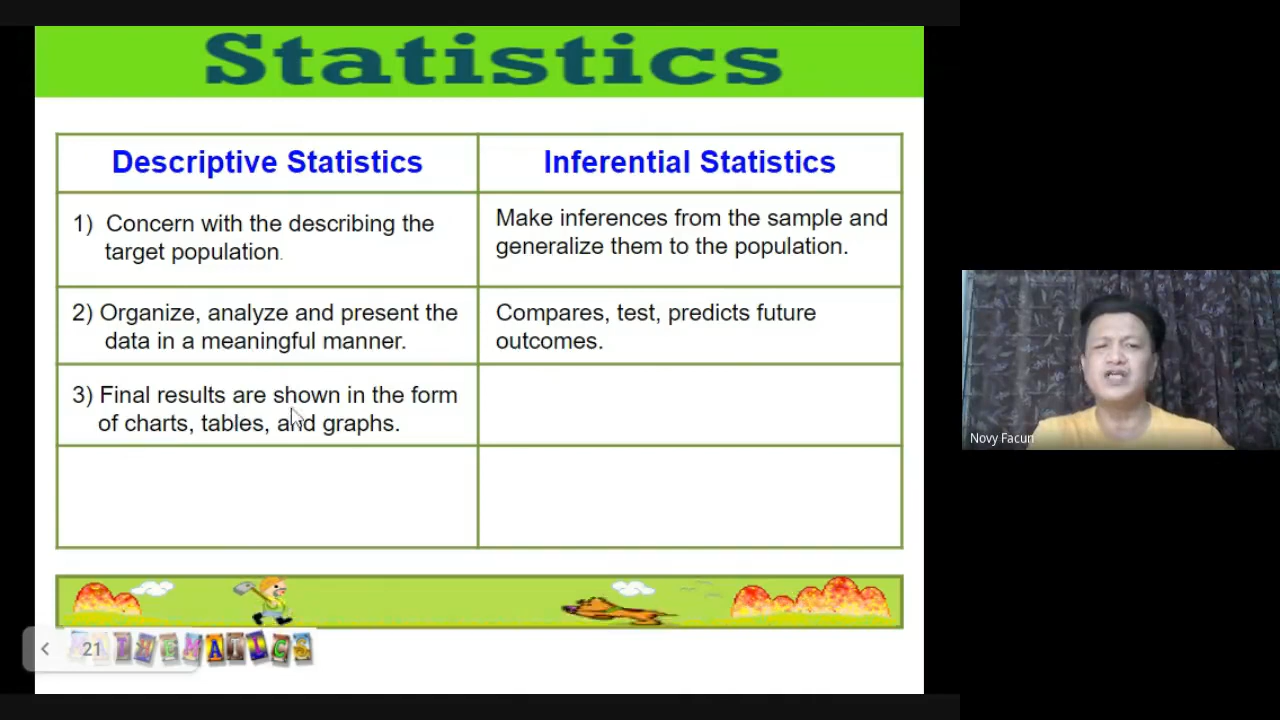 Statistics
Descriptive Statistics
Inferential Statistics
1) Concern with the describing the
target population.
Make inferences from the sample and
generalize them to the population.
2) Organize, analyze and present the
data in a meaningful manner.
Compares, test, predicts future
outcomes.
3) Final results are shown in the form
of charts, tables, and graphs.
Novy Facun
21
MATHEMATICS